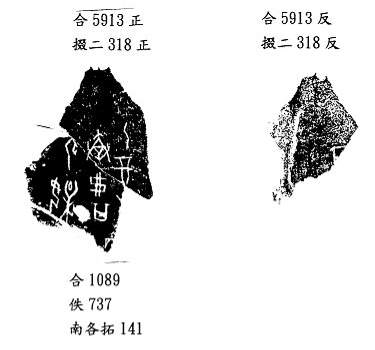 合 5913 正
掇二 318 正
合 5913 反
掇二 318 反
合 1089
佚 737
南各拓 141